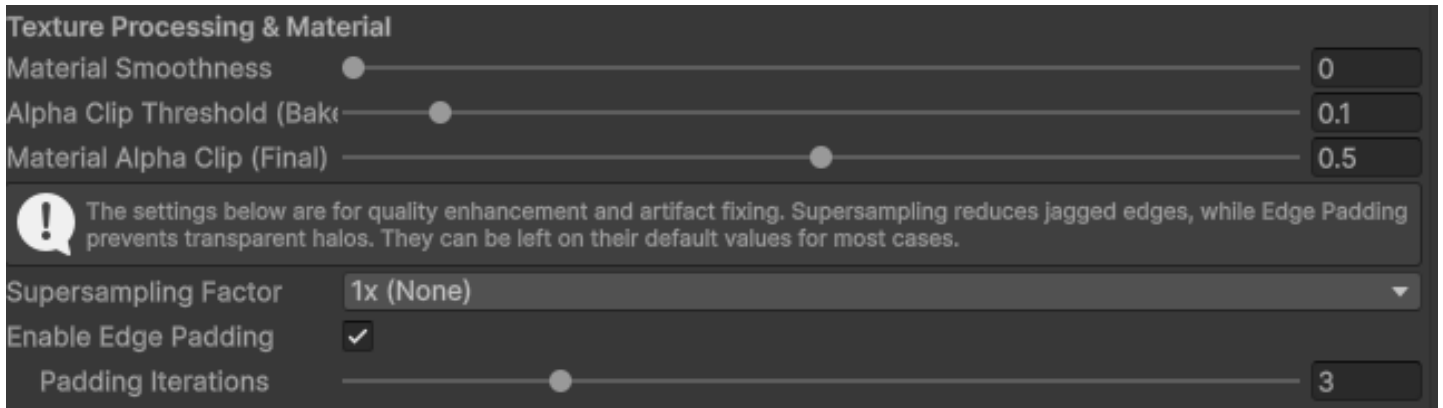 Texture Processing & Material
Material Smoothness 0
Alpha Clip Threshold (Bake 0.1
Material Alpha Clip (Final) 0.5
The settings below are for quality enhancement and artifact fixing. Supersampling reduces jagged edges, while Edge Padding
prevents transparent halos. They can be left on their default values for most cases.
Supersampling Factor 1x (None)
Enable Edge Padding
Padding Iterations 3